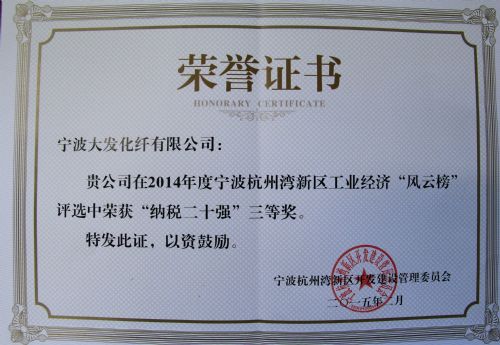 荣誉证书
HONORARY CERTIFICATE
宁波大发化纤有限公司：
贵公司在2014年度宁波杭州湾新区工业经济“风云榜”
评选中荣获“纳税二十强”三等奖。
特发此证，以资鼓励。
宁波杭州湾新区开发建设管理委员会
二〇一五年二月